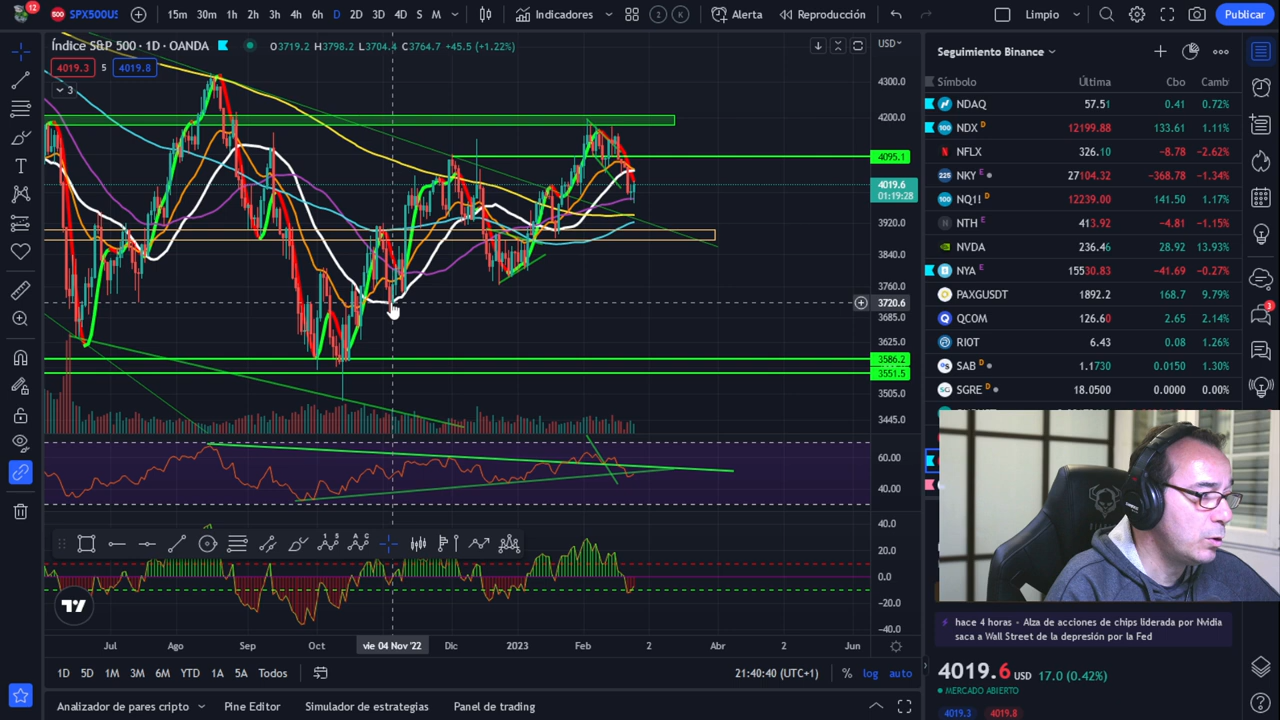 12
500 SPX500US 15m 30m 1h 2h 3h 4h 6h D 2D 3D 4D S M Indicadores 2 K Alerta Reproducción Limpio Publicar
Índice S&P 500 · 1D · OANDA O3719.2 H3798.2 L3704.4 C3764.7 +45.5 (+1.22%)
4019.3 5 4019.8
3
USD
4300.0
4200.0
4095.1
4019.6
01:19:28
3920.0
3840.0
3760.0
3720.6
3685.0
3625.0
3586.2
3551.5
3505.0
3445.0
60.00
40.00
40.0
20.0
0.0
−20.0
−40.0
Jul Ago Sep Oct vie 04 Nov '22 Dic 2023 Feb 2 Abr 2 Jun
1D 5D 1M 3M 6M YTD 1A 5A Todos 21:40:40 (UTC+1) % log auto
Analizador de pares cripto Pine Editor Simulador de estrategias Panel de trading
Seguimiento Binance
Símbolo Última Cbo Camb
NDAQ 57.51 0.41 0.72%
100 NDX D 12199.88 133.61 1.11%
NFLX 326.10 −8.78 −2.62%
225 NKY E 27104.32 −368.78 −1.34%
100 NQ1! D 12239.00 141.50 1.17%
N NTH E 413.92 −4.81 −1.15%
NVDA 236.46 28.92 13.93%
NYA E 15530.83 −41.69 −0.27%
PAXGUSDT 1892.2 168.7 9.79%
QCOM 126.60 2.65 2.14%
RIOT 6.43 0.08 1.26%
SAB D 1.1730 0.0150 1.30%
SGRE D 18.0500 0.0000 0.00%
hace 4 horas • Alza de acciones de chips liderada por Nvidia
saca a Wall Street de la depresión por la Fed
4019.6 USD 17.0 (0.42%)
MERCADO ABIERTO
4019.3 4019.8
3